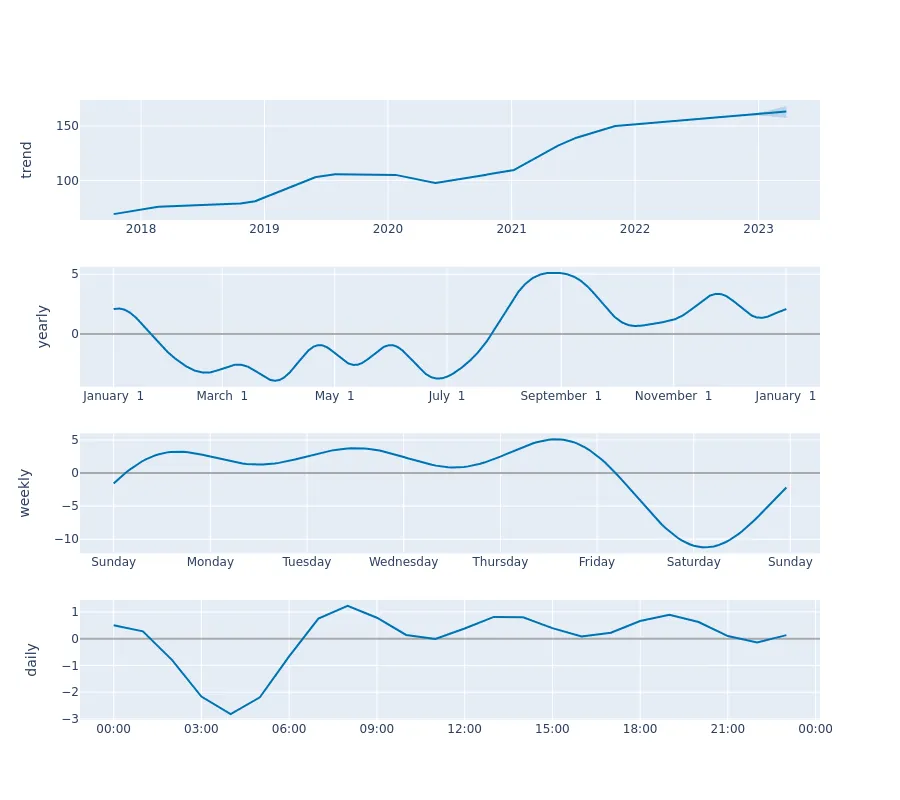 trend
150
100
2018 2019 2020 2021 2022 2023
yearly
5
0
January 1 March 1 May 1 July 1 September 1 November 1 January 1
weekly
5
0
−5
−10
Sunday Monday Tuesday Wednesday Thursday Friday Saturday Sunday
daily
1
0
−1
−2
−3
00:00 03:00 06:00 09:00 12:00 15:00 18:00 21:00 00:00